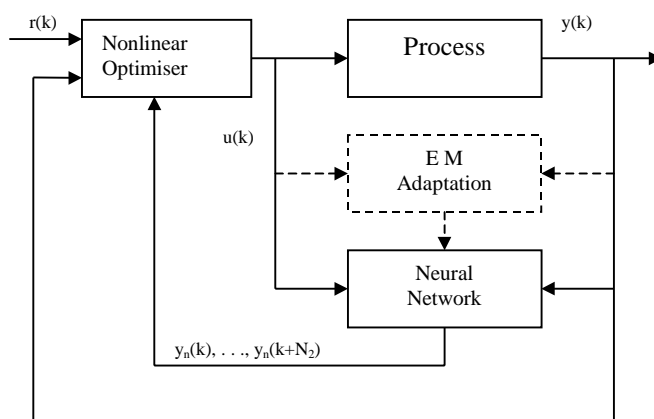 r(k)
Nonlinear
Optimiser
Process
y(k)
u(k)
E M
Adaptation
Neural
Network
yₙ(k), . . ., yₙ(k+N₂)